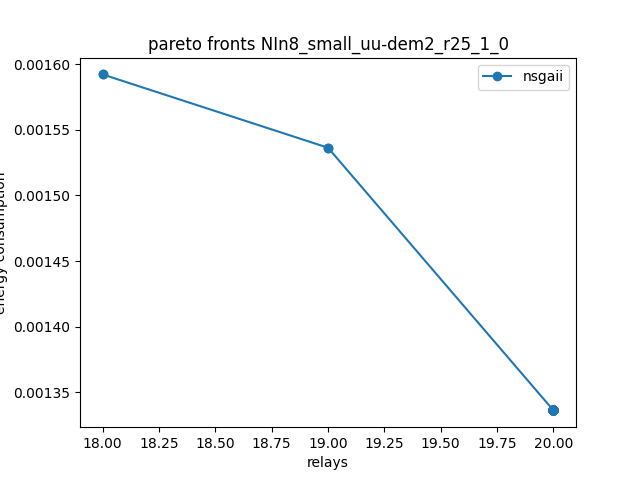 pareto fronts NIn8_small_uu-dem2_r25_1_0
nsgaii
0.00160
0.00155
0.00150
0.00145
0.00140
0.00135
energy consumption
18.00 18.25 18.50 18.75 19.00 19.25 19.50 19.75 20.00
relays